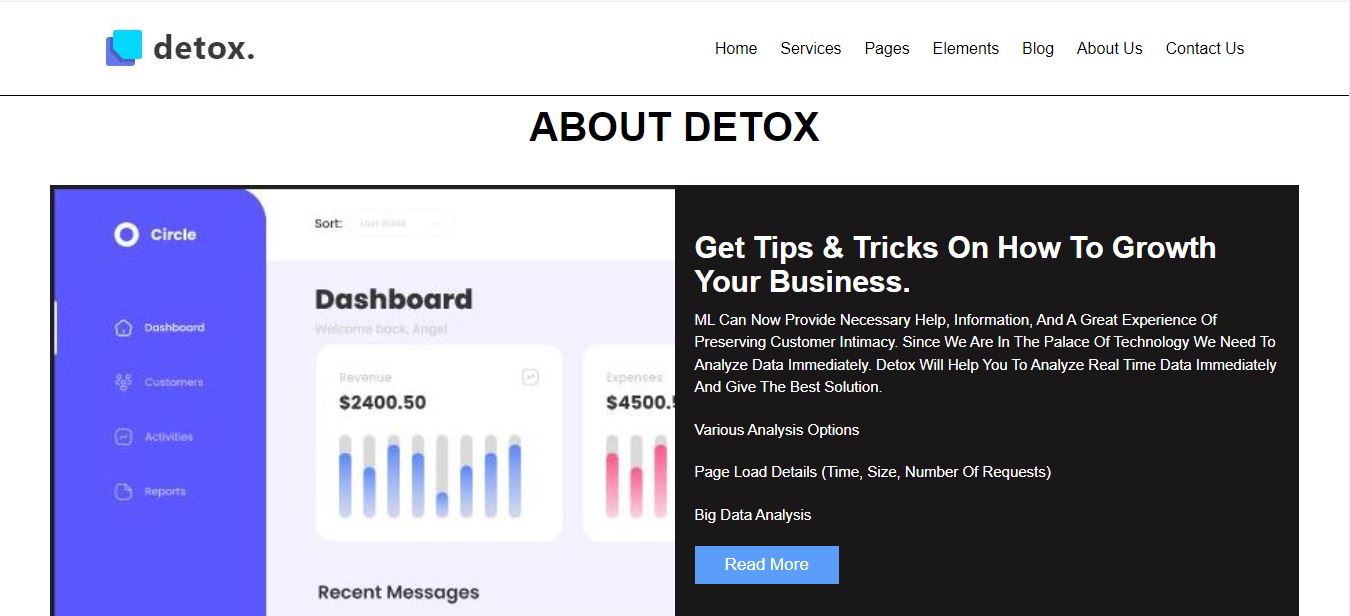 detox.
Home Services Pages Elements Blog About Us Contact Us
ABOUT DETOX
Circle
Dashboard
Customers
Activities
Reports
Sort: Last Week
Dashboard
Welcome back, Angel
Revenue
$2400.50
Expenses
$4500.5
Recent Messages
Get Tips & Tricks On How To Growth
Your Business.
ML Can Now Provide Necessary Help, Information, And A Great Experience Of
Preserving Customer Intimacy. Since We Are In The Palace Of Technology We Need To
Analyze Data Immediately. Detox Will Help You To Analyze Real Time Data Immediately
And Give The Best Solution.
Various Analysis Options
Page Load Details (Time, Size, Number Of Requests)
Big Data Analysis
Read More